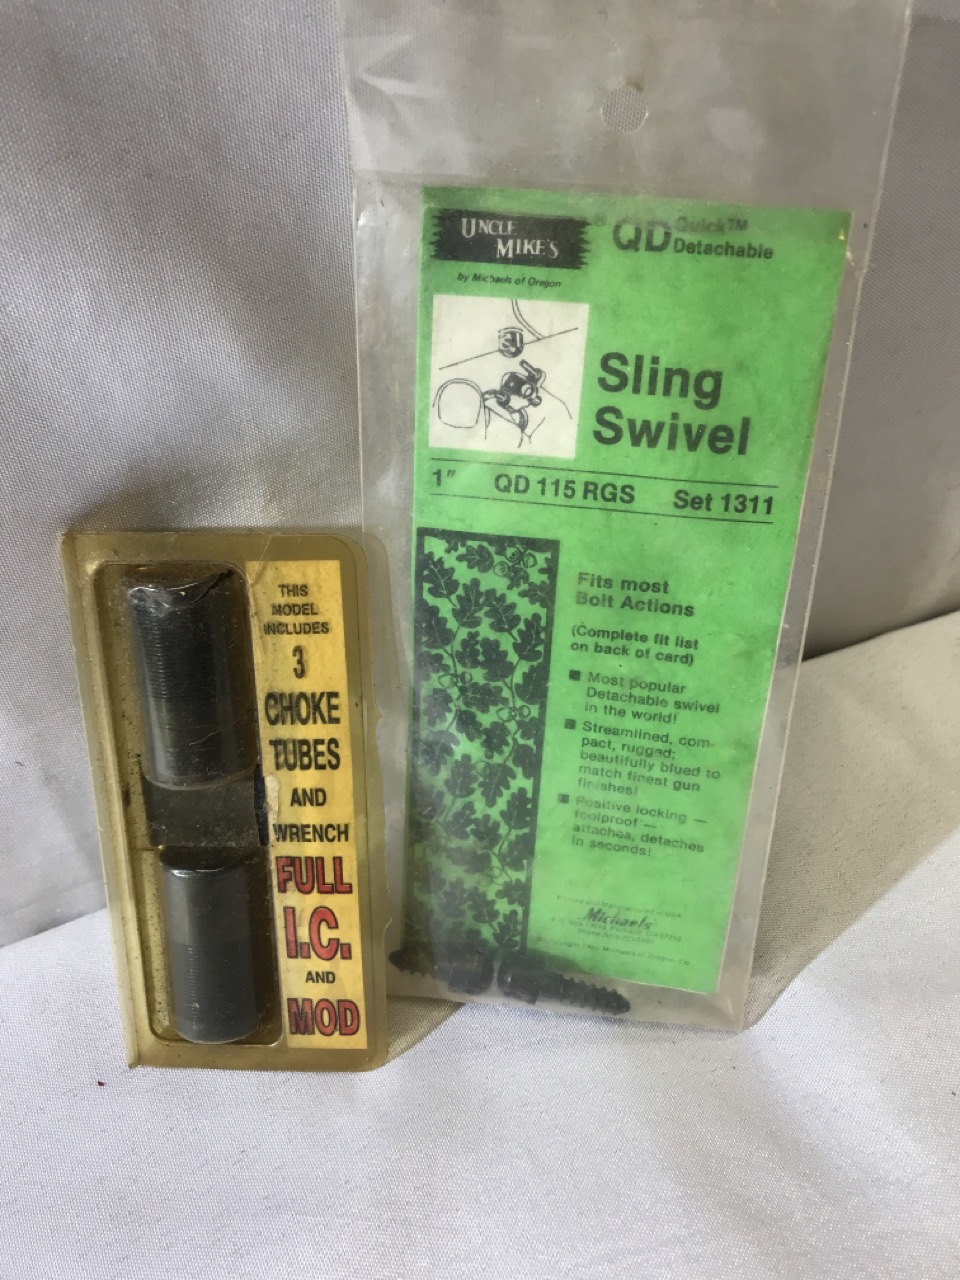 UNCLE
MIKE'S
®
by Michaels of Oregon
QD Quick™
Detachable
Sling
Swivel
1" QD 115 RGS Set 1311
Fits most
Bolt Actions
(Complete fit list
on back of card)
■ Most popular
Detachable swivel
in the world!
■ Streamlined, com-
pact, rugged;
beautifully blued to
match finest gun
finishes!
■ Positive locking —
foolproof —
attaches, detaches
in seconds!
Michaels
THIS
MODEL
INCLUDES
3
CHOKE
TUBES
AND
WRENCH
FULL
I.C.
AND
MOD